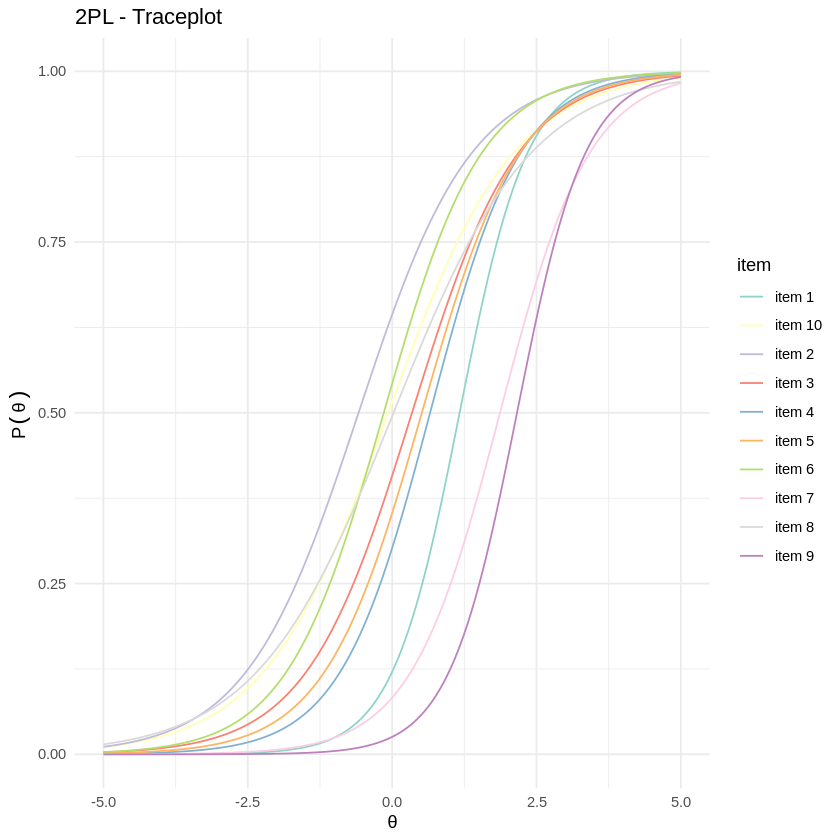 2PL - Traceplot
1.00
0.75
0.50
0.25
0.00
P(θ)
-5.0
-2.5
0.0
2.5
5.0
θ
item
item 1
item 10
item 2
item 3
item 4
item 5
item 6
item 7
item 8
item 9